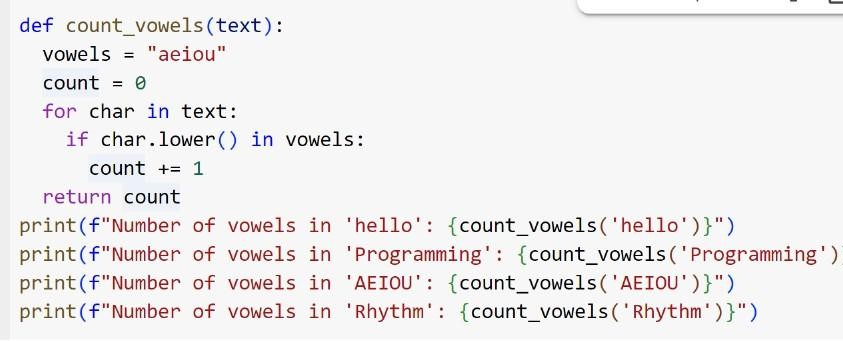 def count_vowels(text):
  vowels = "aeiou"
  count = 0
  for char in text:
    if char.lower() in vowels:
      count += 1
  return count
print(f"Number of vowels in 'hello': {count_vowels('hello')}")
print(f"Number of vowels in 'Programming': {count_vowels('Programming')
print(f"Number of vowels in 'AEIOU': {count_vowels('AEIOU')}")
print(f"Number of vowels in 'Rhythm': {count_vowels('Rhythm')}")